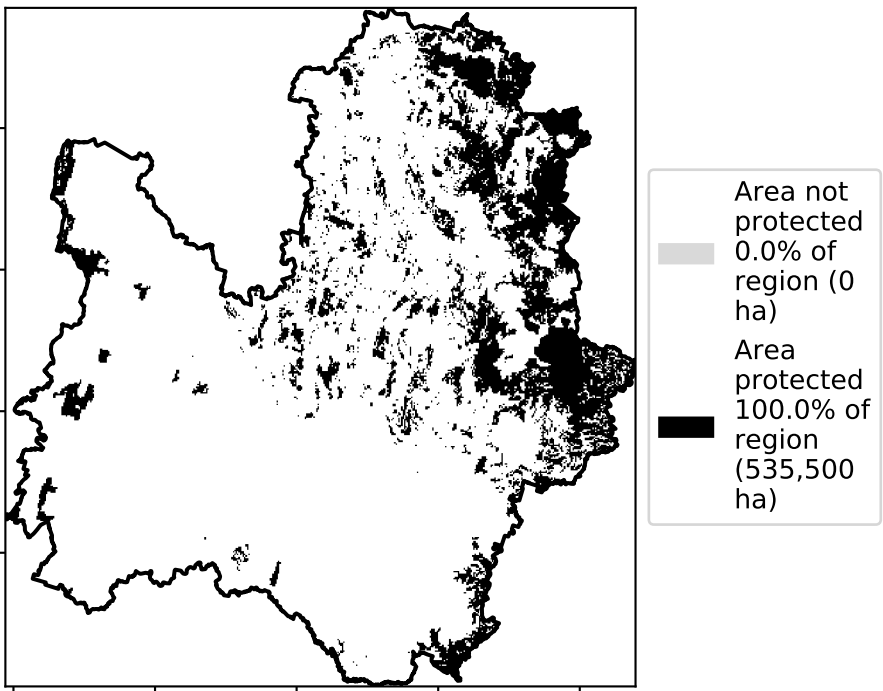 Area not
protected
0.0% of
region (0
ha)
Area
protected
100.0% of
region
(535,500
ha)